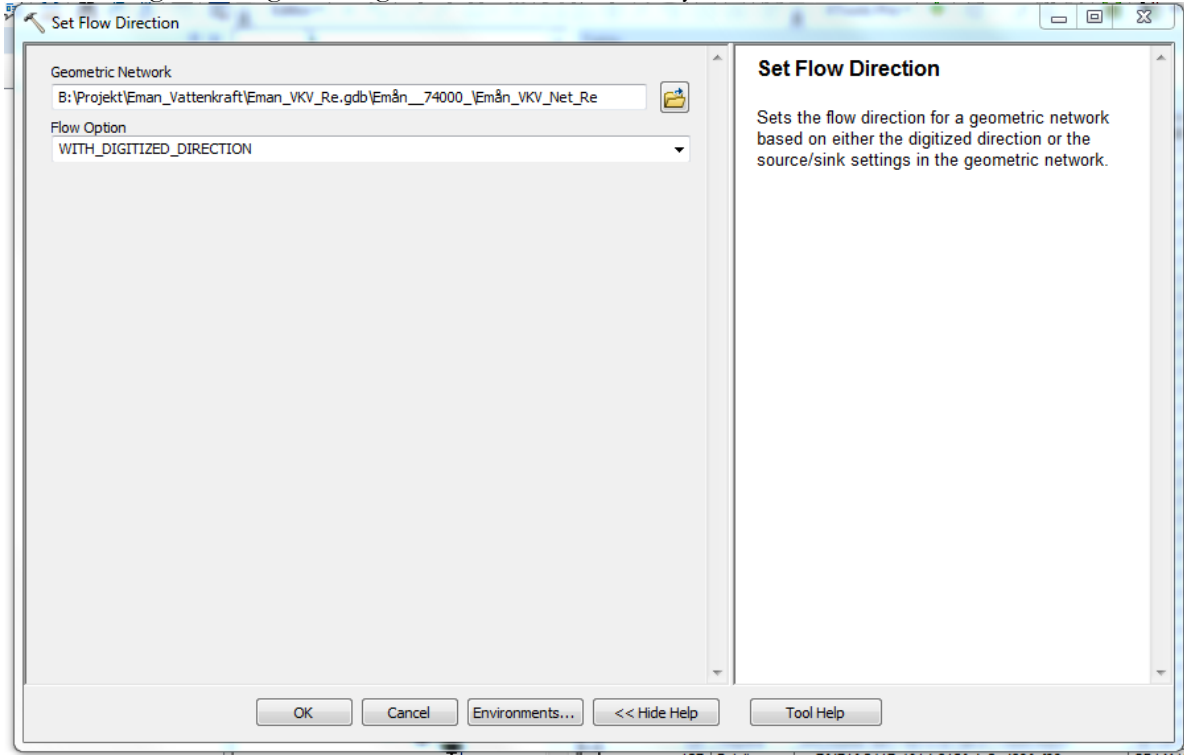 Set Flow Direction
Geometric Network
B:\Projekt\Eman_Vattenkraft\Eman_VKV_Re.gdb\Emån__74000_\Emån_VKV_Net_Re
Flow Option
WITH_DIGITIZED_DIRECTION
OK
Cancel
Environments...
<< Hide Help
Set Flow Direction
Sets the flow direction for a geometric network
based on either the digitized direction or the
source/sink settings in the geometric network.
Tool Help